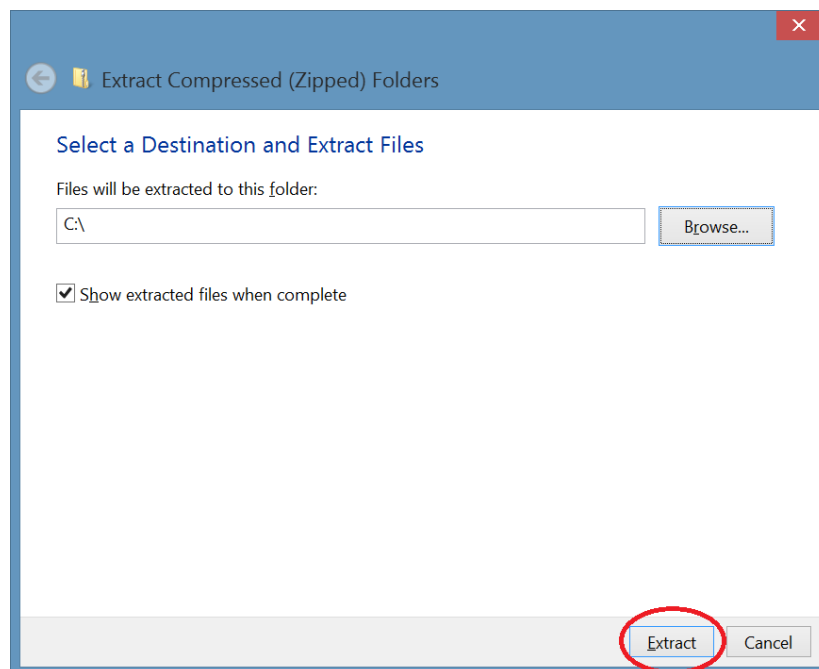 Extract Compressed (Zipped) Folders
Select a Destination and Extract Files
Files will be extracted to this folder:
C:\
Browse...
Show extracted files when complete
Extract
Cancel